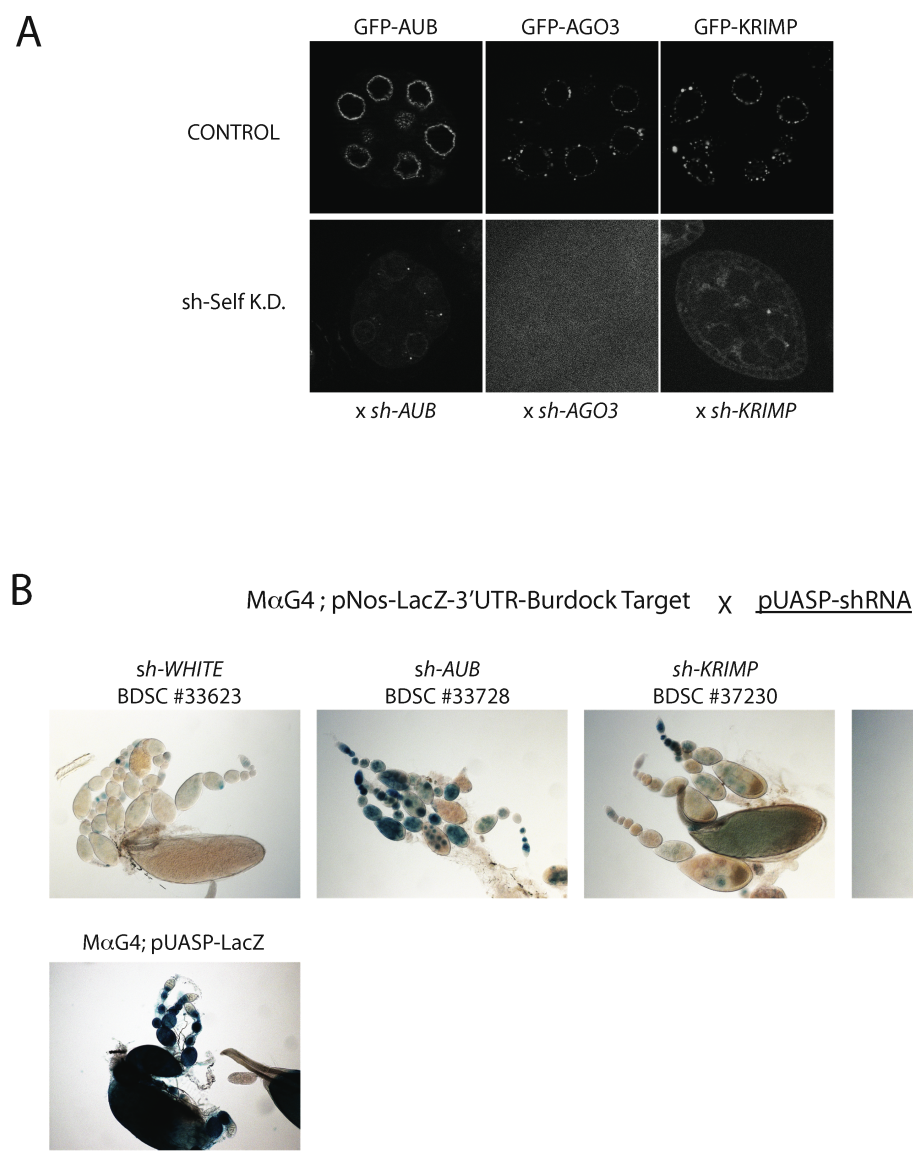 A
GFP-AUB GFP-AGO3 GFP-KRIMP
CONTROL
sh-Self K.D.
x sh-AUB x sh-AGO3 x sh-KRIMP
B
MαG4 ; pNos-LacZ-3’UTR-Burdock Target X pUASP-shRNA
sh-WHITE sh-AUB sh-KRIMP
BDSC #33623 BDSC #33728 BDSC #37230
MαG4; pUASP-LacZ